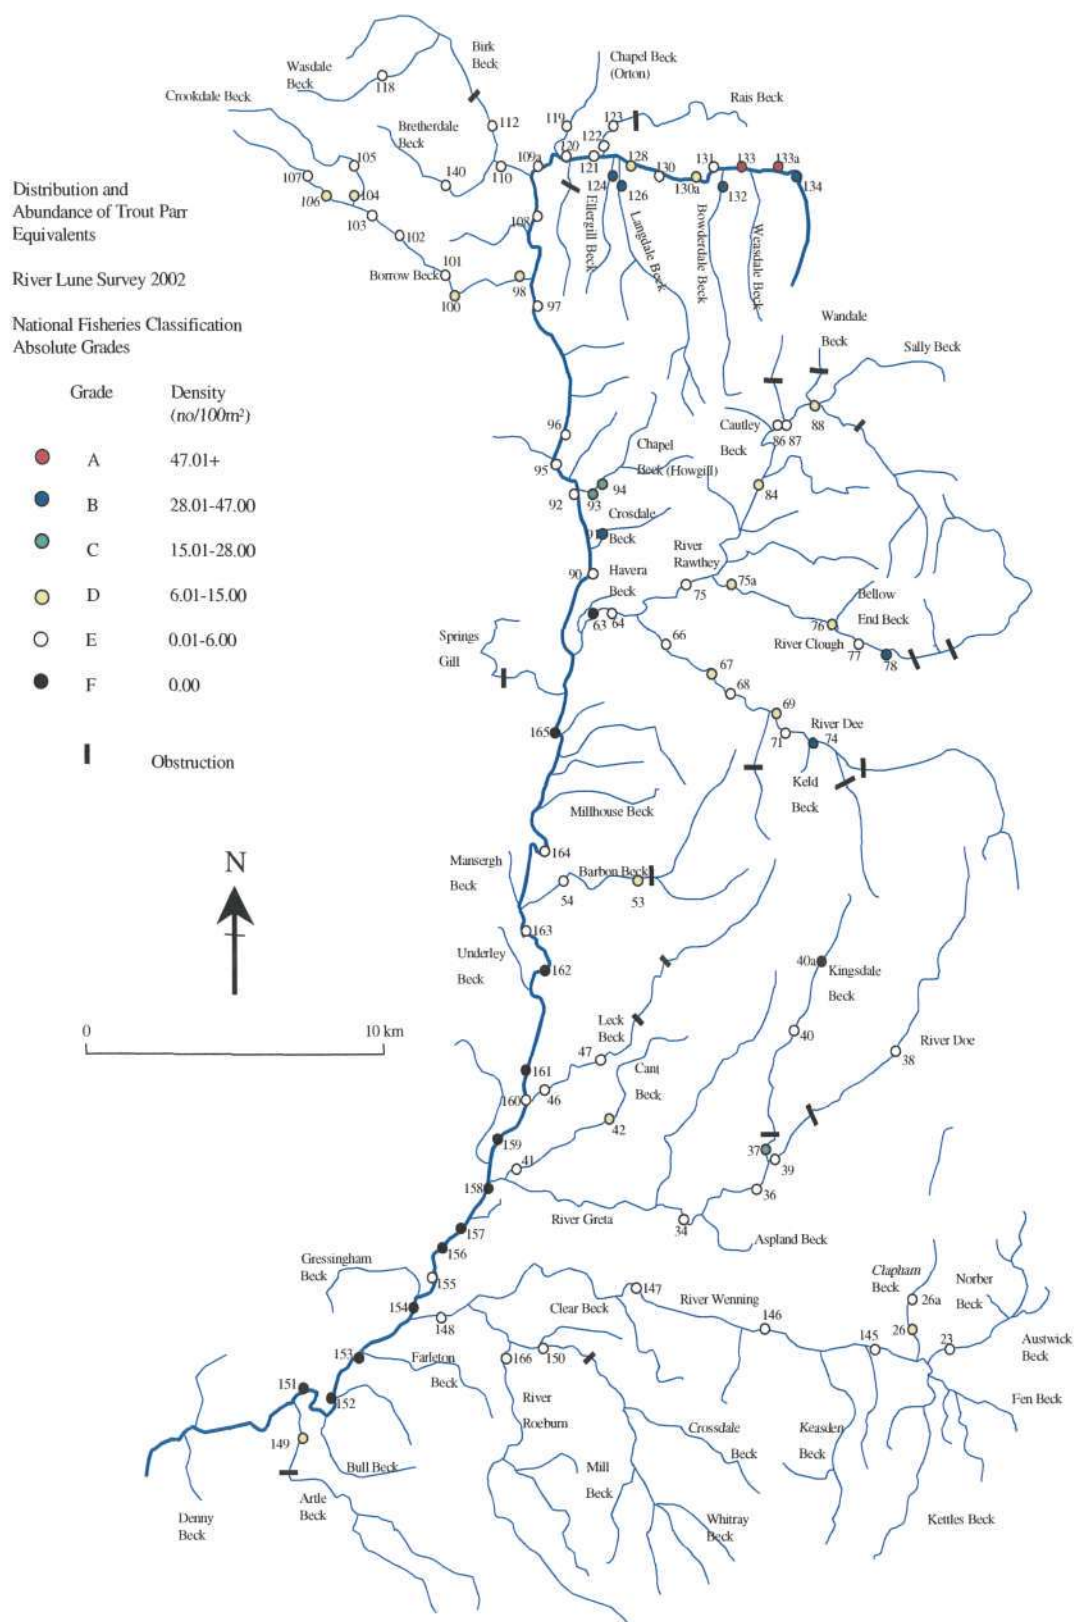 Distribution and
Abundance of Trout Parr
Equivalents
River Lune Survey 2002
National Fisheries Classification
Absolute Grades
Grade Density
(no/100m²)
A 47.01+
B 28.01-47.00
C 15.01-28.00
D 6.01-15.00
E 0.01-6.00
F 0.00
Obstruction
N
0 10 km
Birk
Beck
Wasdale
Beck
118
Crookdale Beck
Bretherdale
Beck
112
Chapel Beck
(Orton)
Rais Beck
119
123
122
120
121
109a
110
140
105
107
106
104
103
102
101
Borrow Beck
100
98
108
97
128
124
126
130
130a
131
133
133a
132
134
Ellergill Beck
Langdale Beck
Bowderdale Beck
Weasdale Beck
Wandale
Beck
Sally Beck
Cautley
Beck
86 87
88
84
96
95
Chapel
Beck (Howgill)
94
92
93
Crosdale
Beck
90
Havera
Beck
63
64
River
Rawthey
75
75a
Bellow
End Beck
76
River Clough
77
78
66
67
68
69
71
River Dee
74
Keld
Beck
Springs
Gill
165
Millhouse Beck
164
Mansergh
Beck
Barbon Beck
54
53
163
Underley
Beck
162
40a
Kingsdale
Beck
40
River Doe
38
Leck
Beck
47
161
160
46
Cant
Beck
42
159
41
158
37
39
36
34
River Greta
Aspland Beck
157
156
155
Gressingham
Beck
154
148
147
Clear Beck
River Wenning
146
145
Clapham
Beck
26a
26
Norber
Beck
23
Austwick
Beck
Fen Beck
Kettles Beck
Keasden
Beck
153
Farleton
Beck
166
150
River
Roeburn
Crossdale
Beck
Mill
Beck
Whitray
Beck
151
152
149
Bull Beck
Artle
Beck
Denny
Beck